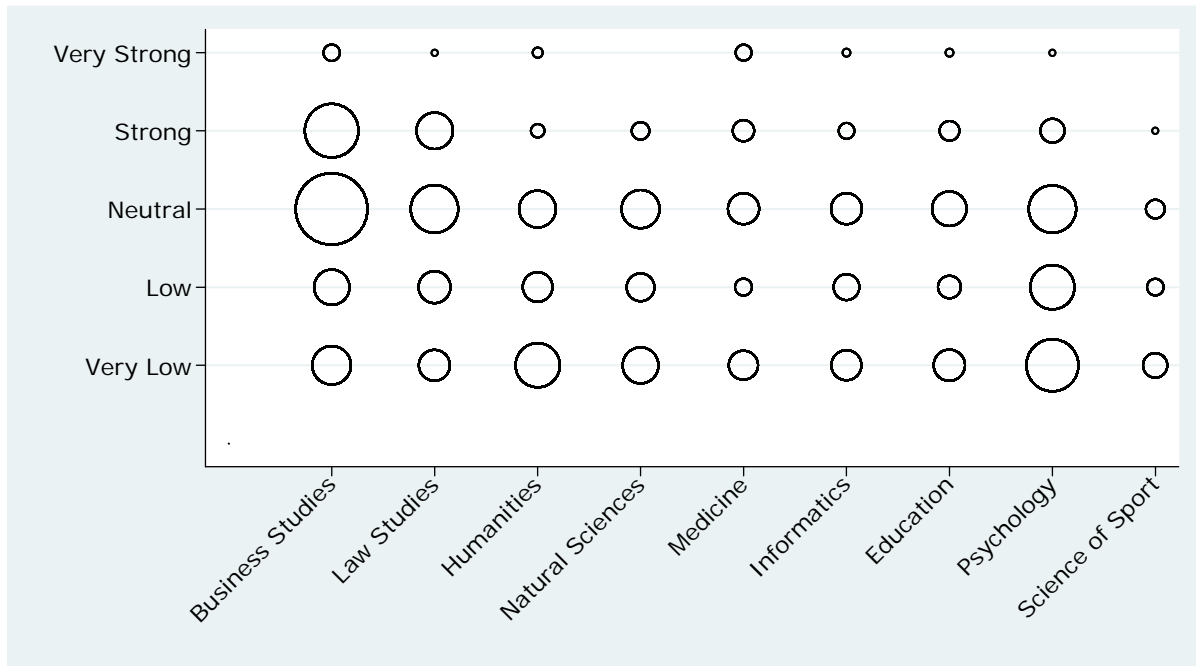 Very Strong
Strong
Neutral
Low
Very Low
Business Studies
Law Studies
Humanities
Natural Sciences
Medicine
Informatics
Education
Psychology
Science of Sport